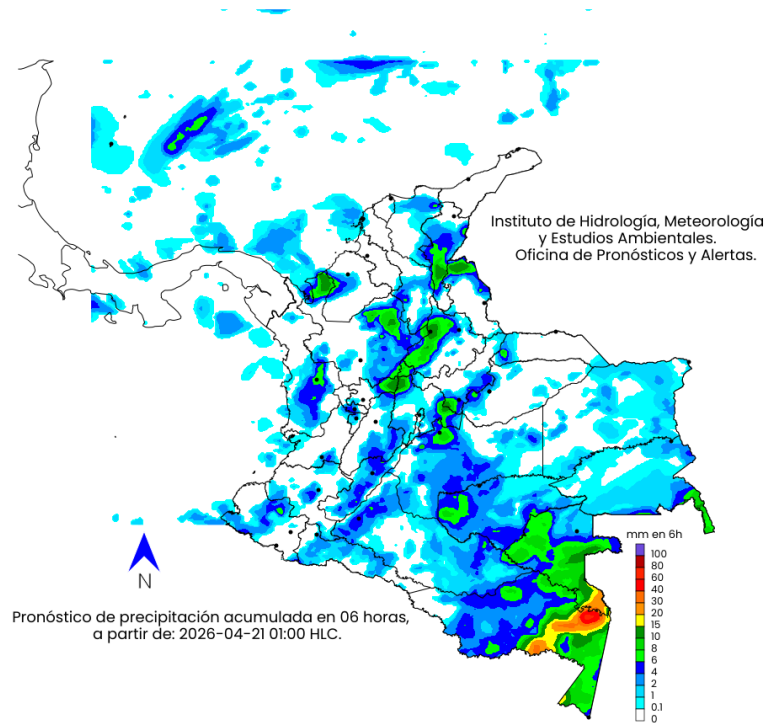 Instituto de Hidrología, Meteorología
y Estudios Ambientales.
Oficina de Pronósticos y Alertas.
mm en 6h
100
80
60
40
30
20
15
10
8
6
4
2
1
0.1
0
N
Pronóstico de precipitación acumulada en 06 horas,
a partir de: 2026-04-21 01:00 HLC.